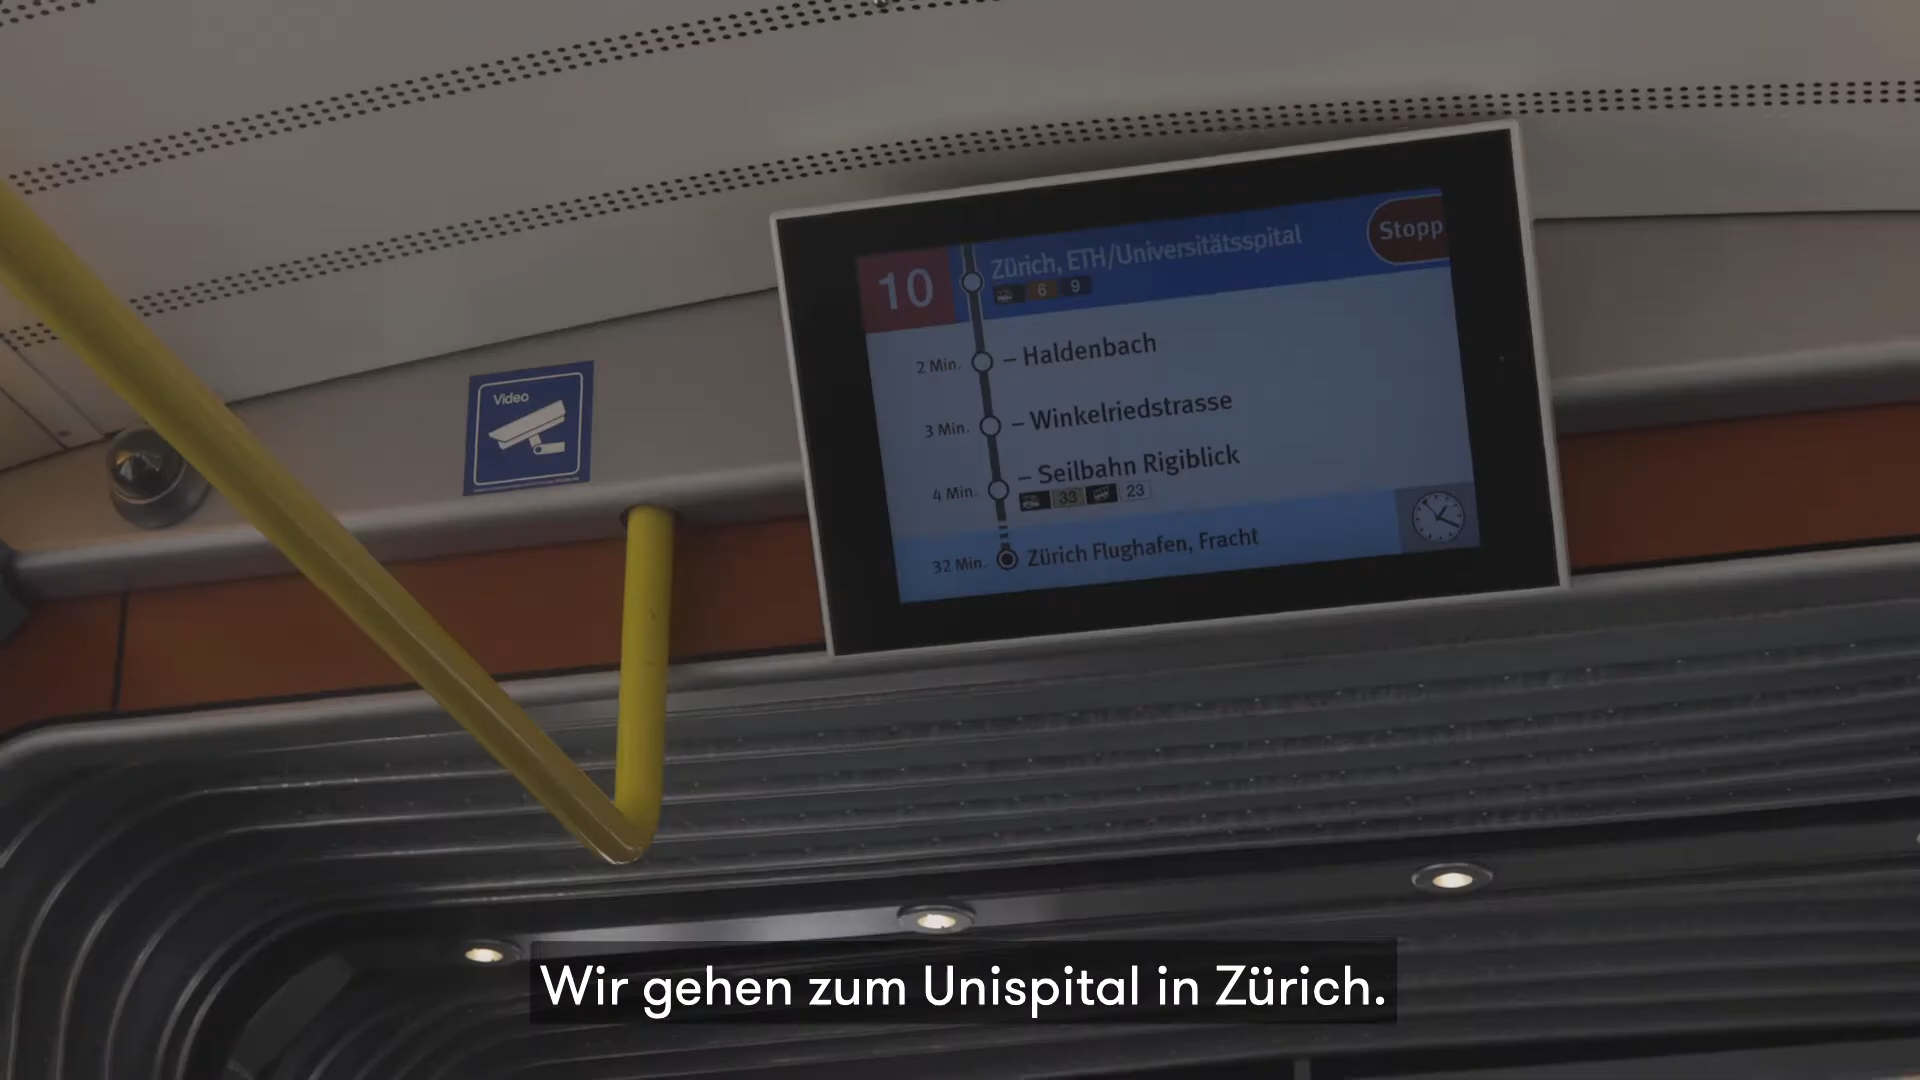 Zürich, ETH/Universitätsspital
Stopp
10
6 9
2 Min. – Haldenbach
3 Min. – Winkelriedstrasse
4 Min. – Seilbahn Rigiblick
33 23
32 Min. Zürich Flughafen, Fracht
Video
Wir gehen zum Unispital in Zürich.